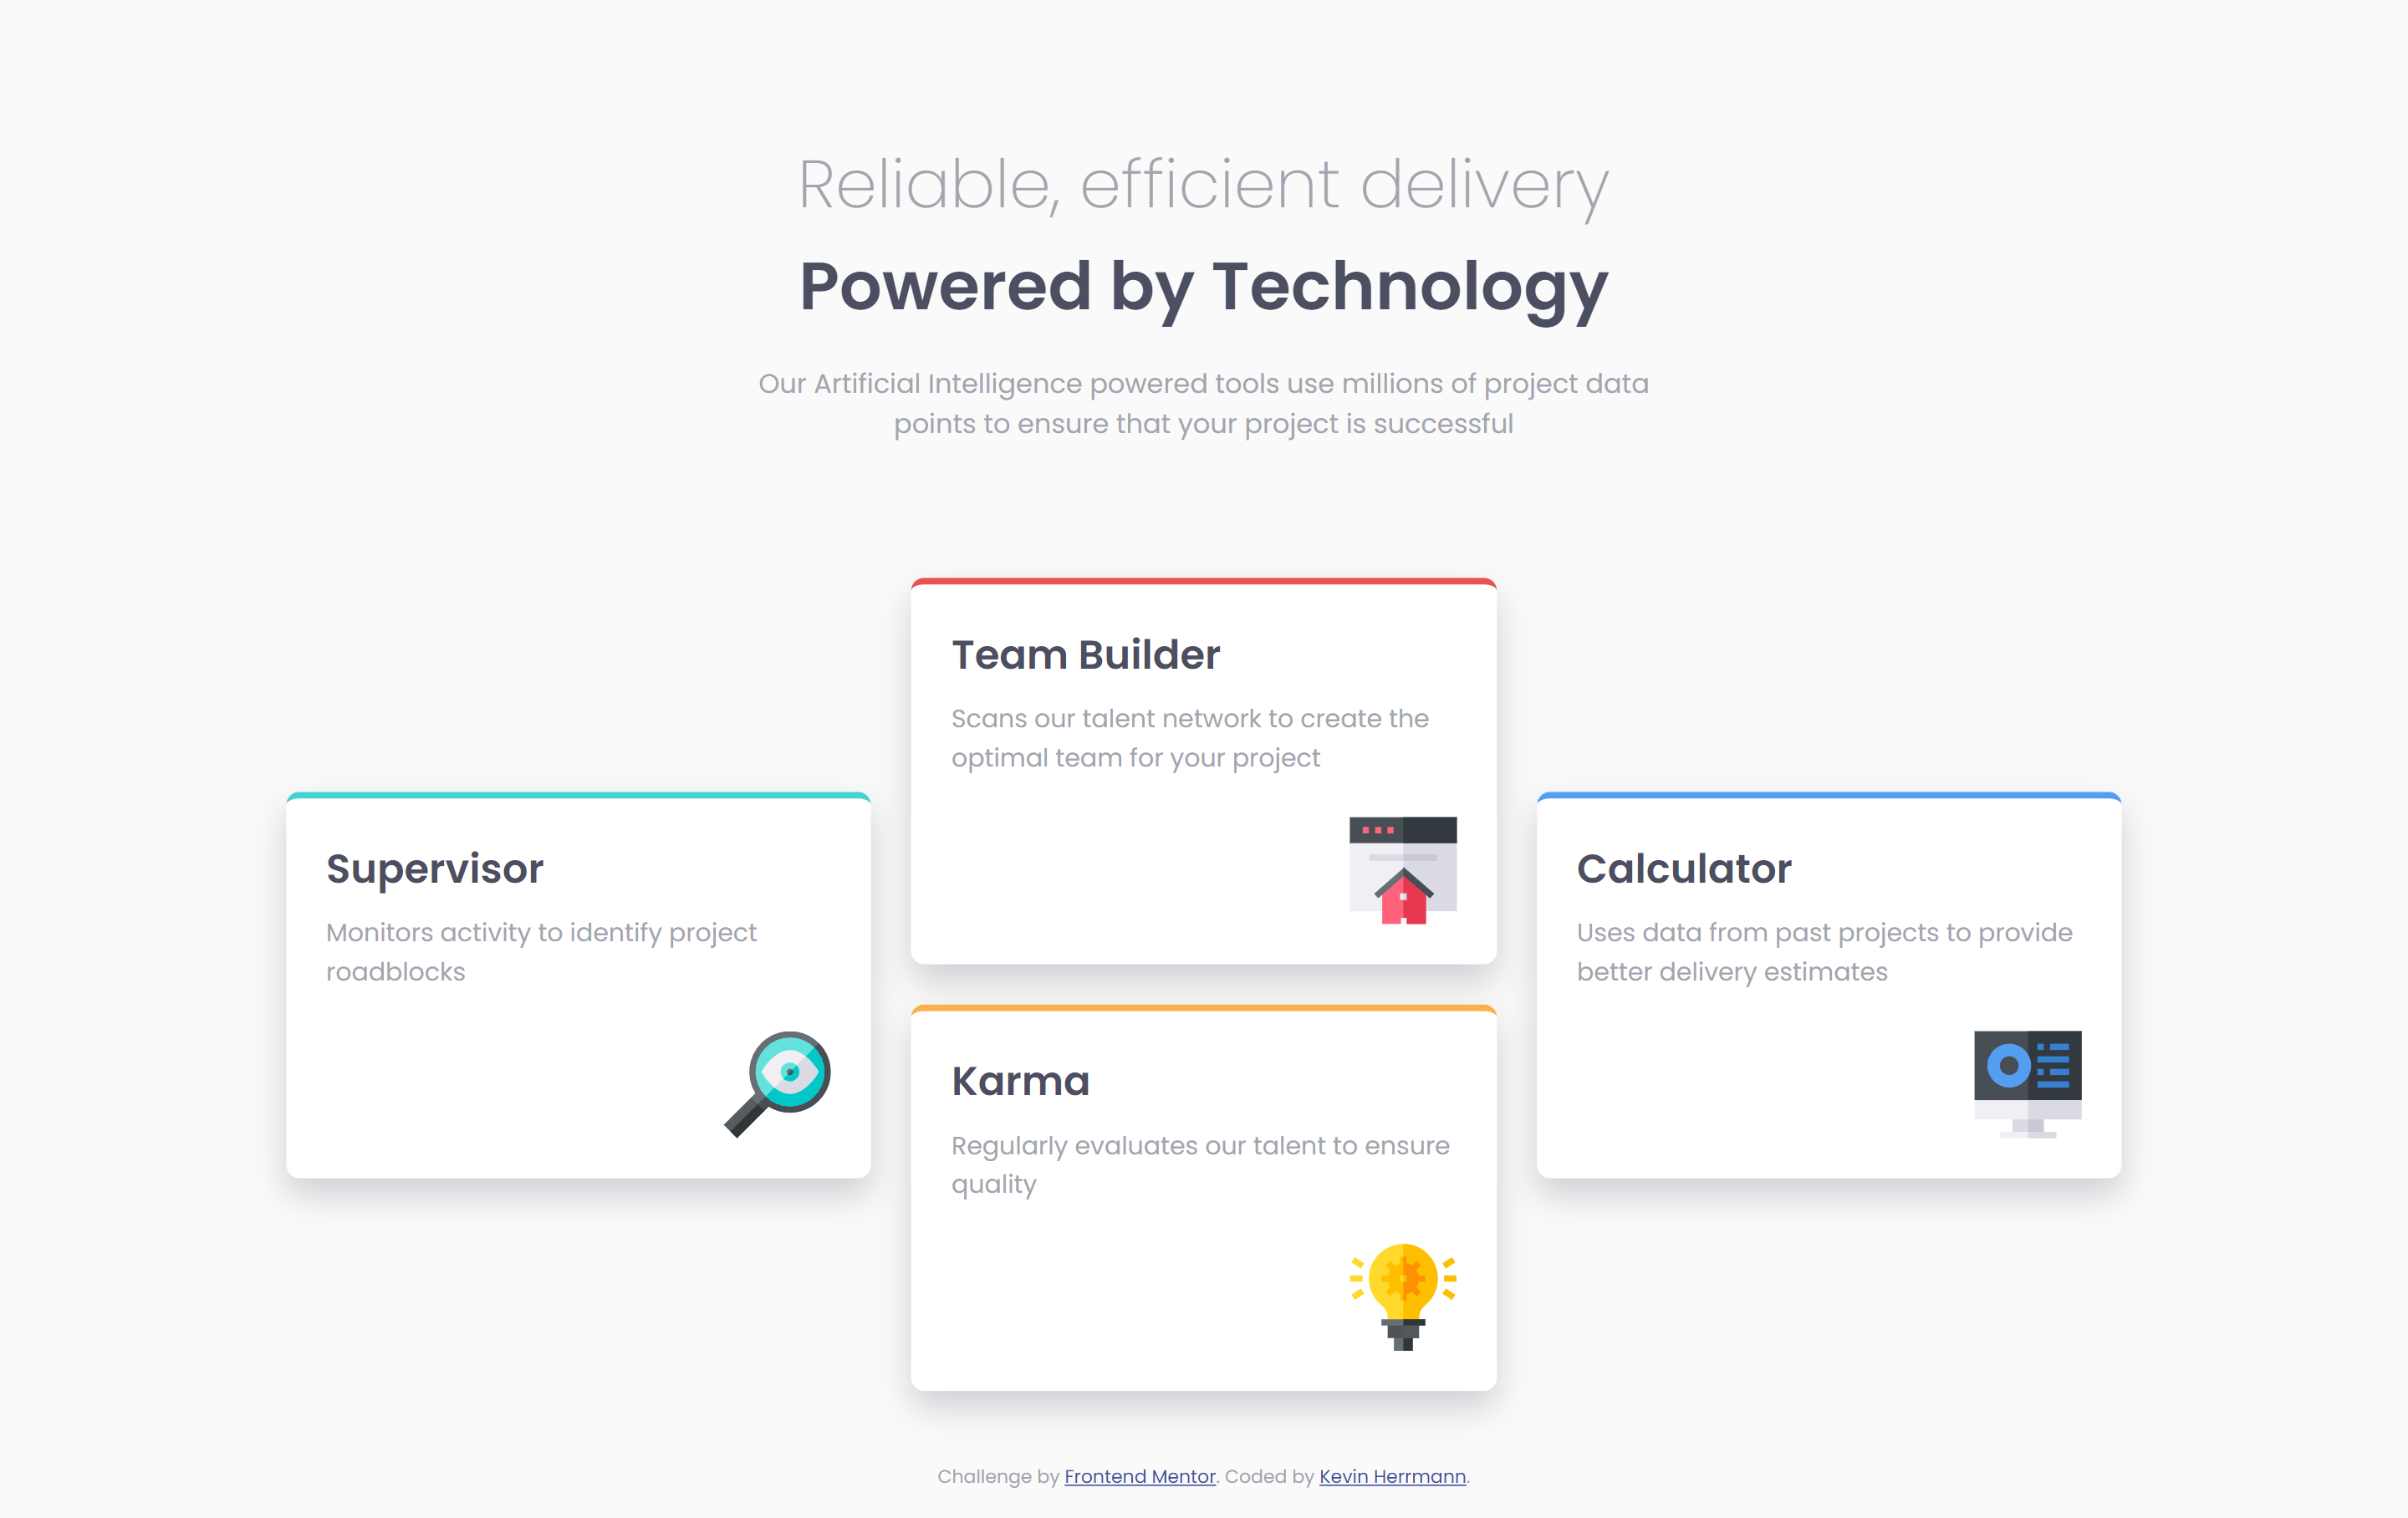 Reliable, efficient delivery
Powered by Technology
Our Artificial Intelligence powered tools use millions of project data
points to ensure that your project is successful
Team Builder
Scans our talent network to create the
optimal team for your project
Supervisor
Monitors activity to identify project
roadblocks
Calculator
Uses data from past projects to provide
better delivery estimates
Karma
Regularly evaluates our talent to ensure
quality
Challenge by Frontend Mentor. Coded by Kevin Herrmann.